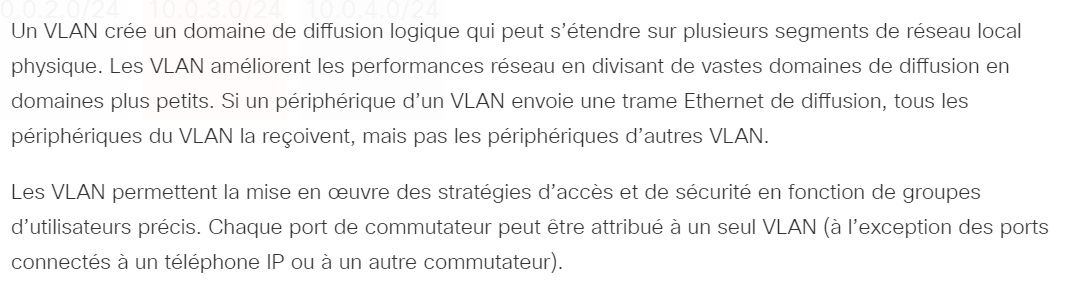 0.0.2.0/24 10.0.3.0/24 10.0.4.0/24
Un VLAN crée un domaine de diffusion logique qui peut s’étendre sur plusieurs segments de réseau local
physique. Les VLAN améliorent les performances réseau en divisant de vastes domaines de diffusion en
domaines plus petits. Si un périphérique d’un VLAN envoie une trame Ethernet de diffusion, tous les
périphériques du VLAN la reçoivent, mais pas les périphériques d’autres VLAN.
Les VLAN permettent la mise en œuvre des stratégies d’accès et de sécurité en fonction de groupes
d’utilisateurs précis. Chaque port de commutateur peut être attribué à un seul VLAN (à l’exception des ports
connectés à un téléphone IP ou à un autre commutateur).